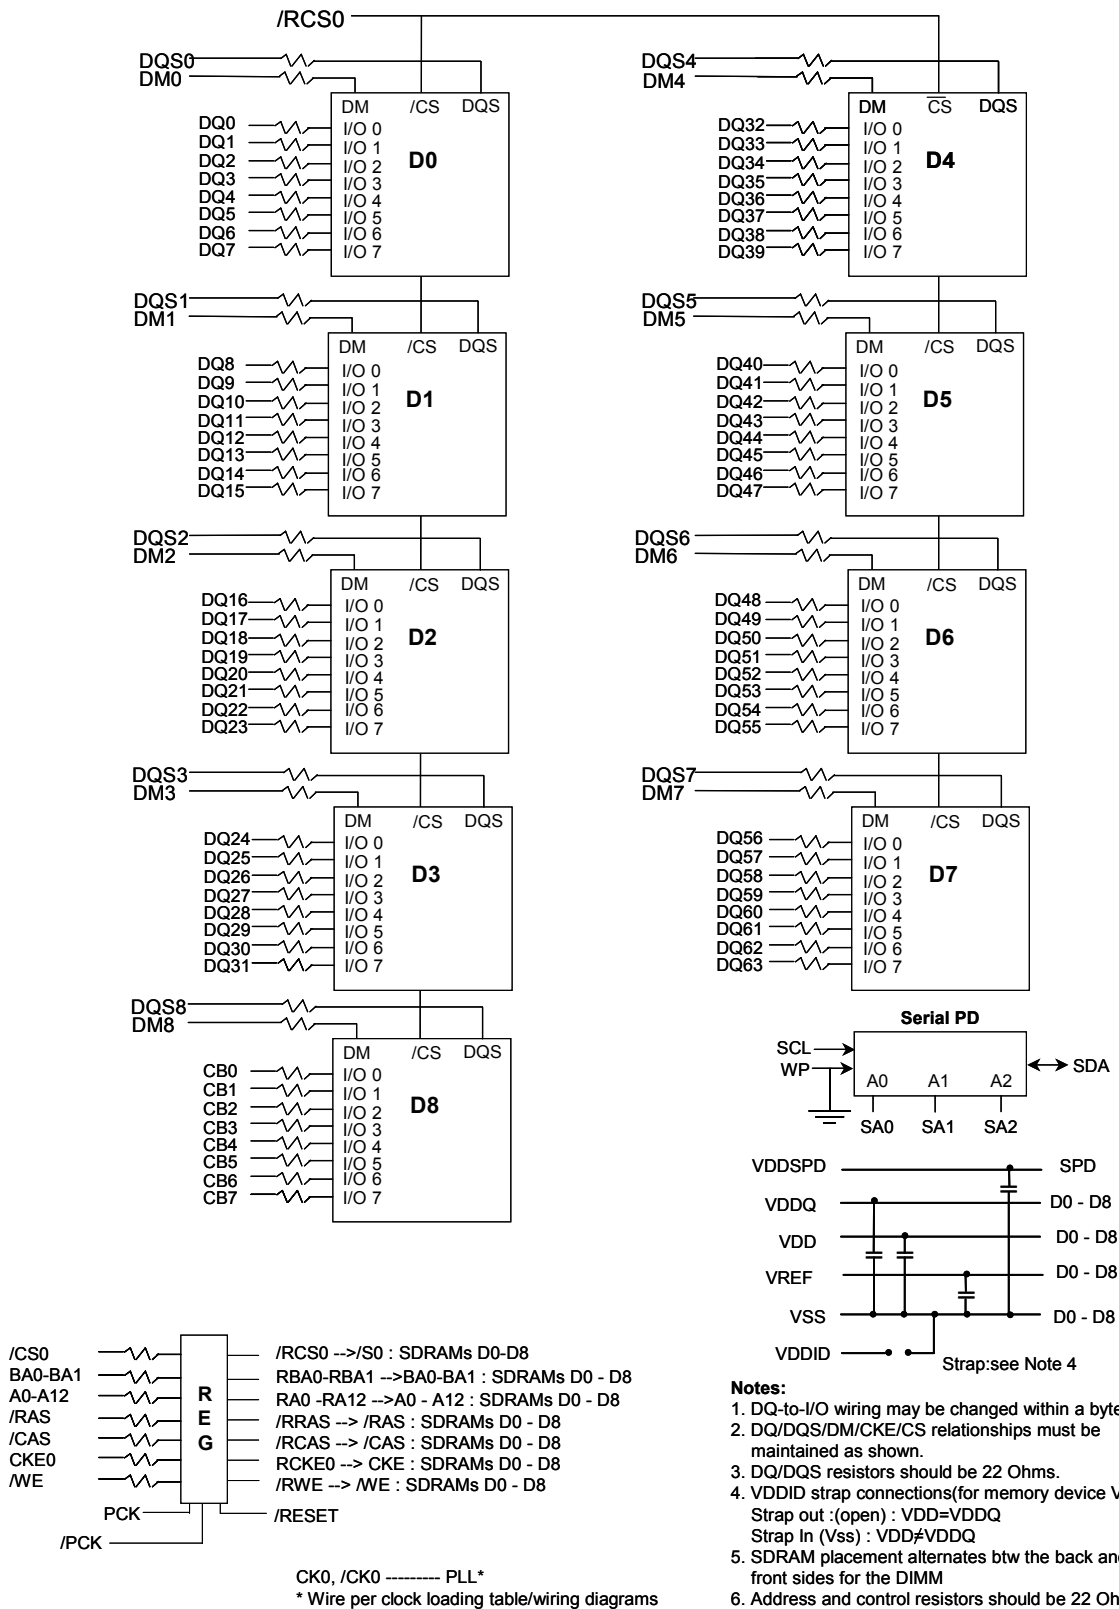 /RCS0
DQS0
DM0
DM /CS DQS
D0
DQ0 I/O 0
DQ1 I/O 1
DQ2 I/O 2
DQ3 I/O 3
DQ4 I/O 4
DQ5 I/O 5
DQ6 I/O 6
DQ7 I/O 7
DQS1
DM1
DM /CS DQS
D1
DQ8 I/O 0
DQ9 I/O 1
DQ10 I/O 2
DQ11 I/O 3
DQ12 I/O 4
DQ13 I/O 5
DQ14 I/O 6
DQ15 I/O 7
DQS2
DM2
DM /CS DQS
D2
DQ16 I/O 0
DQ17 I/O 1
DQ18 I/O 2
DQ19 I/O 3
DQ20 I/O 4
DQ21 I/O 5
DQ22 I/O 6
DQ23 I/O 7
DQS3
DM3
DM /CS DQS
D3
DQ24 I/O 0
DQ25 I/O 1
DQ26 I/O 2
DQ27 I/O 3
DQ28 I/O 4
DQ29 I/O 5
DQ30 I/O 6
DQ31 I/O 7
DQS8
DM8
DM /CS DQS
D8
CB0 I/O 0
CB1 I/O 1
CB2 I/O 2
CB3 I/O 3
CB4 I/O 4
CB5 I/O 5
CB6 I/O 6
CB7 I/O 7
DQS4
DM4
DM C̅S̅ DQS
D4
DQ32 I/O 0
DQ33 I/O 1
DQ34 I/O 2
DQ35 I/O 3
DQ36 I/O 4
DQ37 I/O 5
DQ38 I/O 6
DQ39 I/O 7
DQS5
DM5
DM /CS DQS
D5
DQ40 I/O 0
DQ41 I/O 1
DQ42 I/O 2
DQ43 I/O 3
DQ44 I/O 4
DQ45 I/O 5
DQ46 I/O 6
DQ47 I/O 7
DQS6
DM6
DM /CS DQS
D6
DQ48 I/O 0
DQ49 I/O 1
DQ50 I/O 2
DQ51 I/O 3
DQ52 I/O 4
DQ53 I/O 5
DQ54 I/O 6
DQ55 I/O 7
DQS7
DM7
DM /CS DQS
D7
DQ56 I/O 0
DQ57 I/O 1
DQ58 I/O 2
DQ59 I/O 3
DQ60 I/O 4
DQ61 I/O 5
DQ62 I/O 6
DQ63 I/O 7
Serial PD
SCL
WP
SDA
A0 A1 A2
SA0 SA1 SA2
VDDSPD SPD
VDDQ D0 - D8
VDD D0 - D8
VREF D0 - D8
VSS D0 - D8
VDDID
Strap:see Note 4
/CS0 /RCS0 -->/S0 : SDRAMs D0-D8
BA0-BA1 RBA0-RBA1 -->BA0-BA1 : SDRAMs D0 - D8
A0-A12 RA0 -RA12 -->A0 - A12 : SDRAMs D0 - D8
/RAS /RRAS --> /RAS : SDRAMs D0 - D8
/CAS /RCAS --> /CAS : SDRAMs D0 - D8
CKE0 RCKE0 --> CKE : SDRAMs D0 - D8
/WE /RWE --> /WE : SDRAMs D0 - D8
R
E
G
PCK /RESET
/PCK
CK0, /CK0 --------- PLL*
* Wire per clock loading table/wiring diagrams
Notes:
1. DQ-to-I/O wiring may be changed within a byte
2. DQ/DQS/DM/CKE/CS relationships must be
maintained as shown.
3. DQ/DQS resistors should be 22 Ohms.
4. VDDID strap connections(for memory device V
Strap out :(open) : VDD=VDDQ
Strap In (Vss) : VDD≠VDDQ
5. SDRAM placement alternates btw the back and
front sides for the DIMM
6. Address and control resistors should be 22 Oh